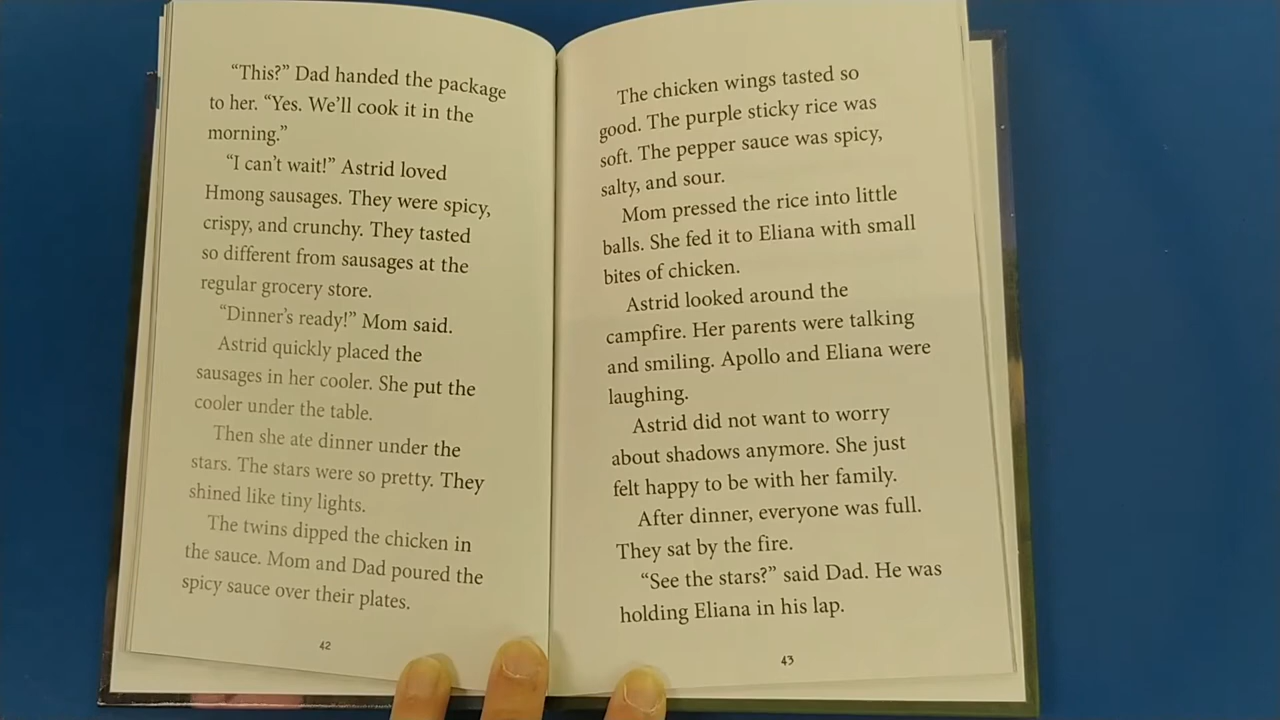 “This?” Dad handed the package
to her. “Yes. We’ll cook it in the
morning.”
“I can’t wait!” Astrid loved
Hmong sausages. They were spicy,
crispy, and crunchy. They tasted
so different from sausages at the
regular grocery store.
“Dinner’s ready!” Mom said.
Astrid quickly placed the
sausages in her cooler. She put the
cooler under the table.
Then she ate dinner under the
stars. The stars were so pretty. They
shined like tiny lights.
The twins dipped the chicken in
the sauce. Mom and Dad poured the
spicy sauce over their plates.
42
The chicken wings tasted so
good. The purple sticky rice was
soft. The pepper sauce was spicy,
salty, and sour.
Mom pressed the rice into little
balls. She fed it to Eliana with small
bites of chicken.
Astrid looked around the
campfire. Her parents were talking
and smiling. Apollo and Eliana were
laughing.
Astrid did not want to worry
about shadows anymore. She just
felt happy to be with her family.
After dinner, everyone was full.
They sat by the fire.
“See the stars?” said Dad. He was
holding Eliana in his lap.
43